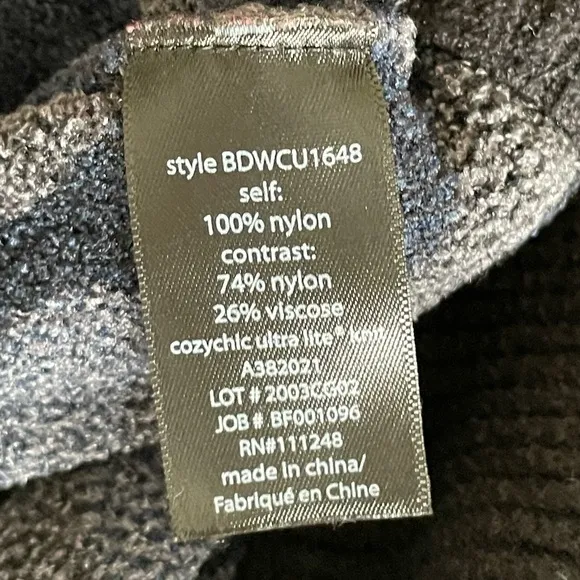 style BDWCU1648
self:
100% nylon
contrast:
74% nylon
26% viscose
cozychic ultra lite® knit
A382021
LOT # 2003CG02
JOB # BF001096
RN#111248
made in china/
Fabriqué en Chine